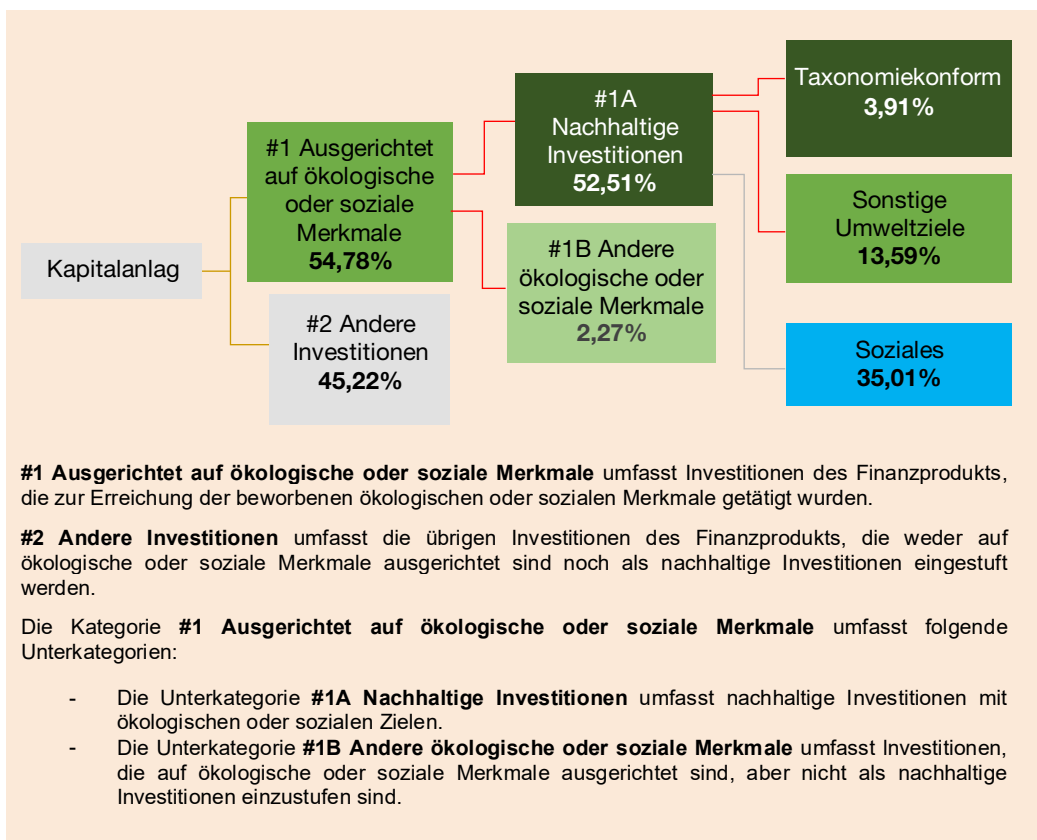 Kapitalanlag
#1 Ausgerichtet
auf ökologische
oder soziale
Merkmale
54,78%
#2 Andere
Investitionen
45,22%
#1A
Nachhaltige
Investitionen
52,51%
#1B Andere
ökologische oder
soziale Merkmale
2,27%
Taxonomiekonform
3,91%
Sonstige
Umweltziele
13,59%
Soziales
35,01%
#1 Ausgerichtet auf ökologische oder soziale Merkmale umfasst Investitionen des Finanzprodukts,
die zur Erreichung der beworbenen ökologischen oder sozialen Merkmale getätigt wurden.
#2 Andere Investitionen umfasst die übrigen Investitionen des Finanzprodukts, die weder auf
ökologische oder soziale Merkmale ausgerichtet sind noch als nachhaltige Investitionen eingestuft
werden.
Die Kategorie #1 Ausgerichtet auf ökologische oder soziale Merkmale umfasst folgende
Unterkategorien:
- Die Unterkategorie #1A Nachhaltige Investitionen umfasst nachhaltige Investitionen mit
ökologischen oder sozialen Zielen.
- Die Unterkategorie #1B Andere ökologische oder soziale Merkmale umfasst Investitionen,
die auf ökologische oder soziale Merkmale ausgerichtet sind, aber nicht als nachhaltige
Investitionen einzustufen sind.